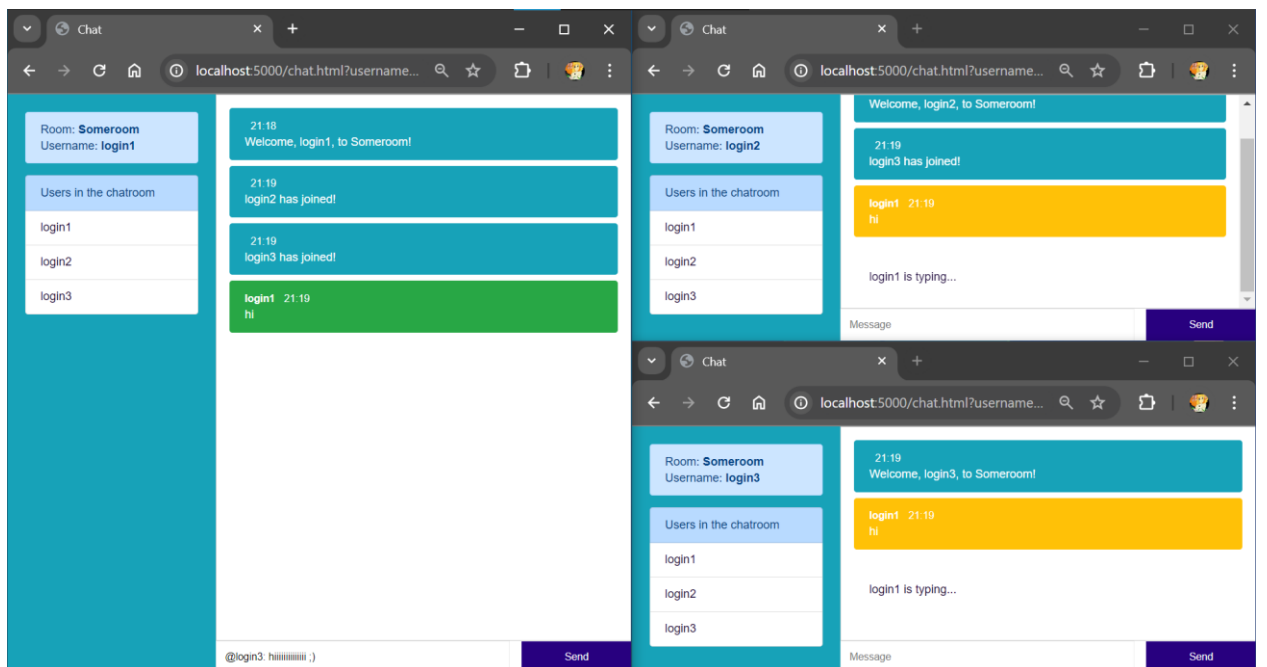 Chat
localhost:5000/chat.html?username...
Room: Someroom
Username: login1
Users in the chatroom
login1
login2
login3
21:18
Welcome, login1, to Someroom!
21:19
login2 has joined!
21:19
login3 has joined!
login1 21:19
hi
@login3: hiiiiiiiiiiiiii ;)
Send
Chat
localhost:5000/chat.html?username...
Room: Someroom
Username: login2
Users in the chatroom
login1
login2
login3
Welcome, login2, to Someroom!
21:19
login3 has joined!
login1 21:19
hi
login1 is typing...
Message
Send
Chat
localhost:5000/chat.html?username...
Room: Someroom
Username: login3
Users in the chatroom
login1
login2
login3
21:19
Welcome, login3, to Someroom!
login1 21:19
hi
login1 is typing...
Message
Send